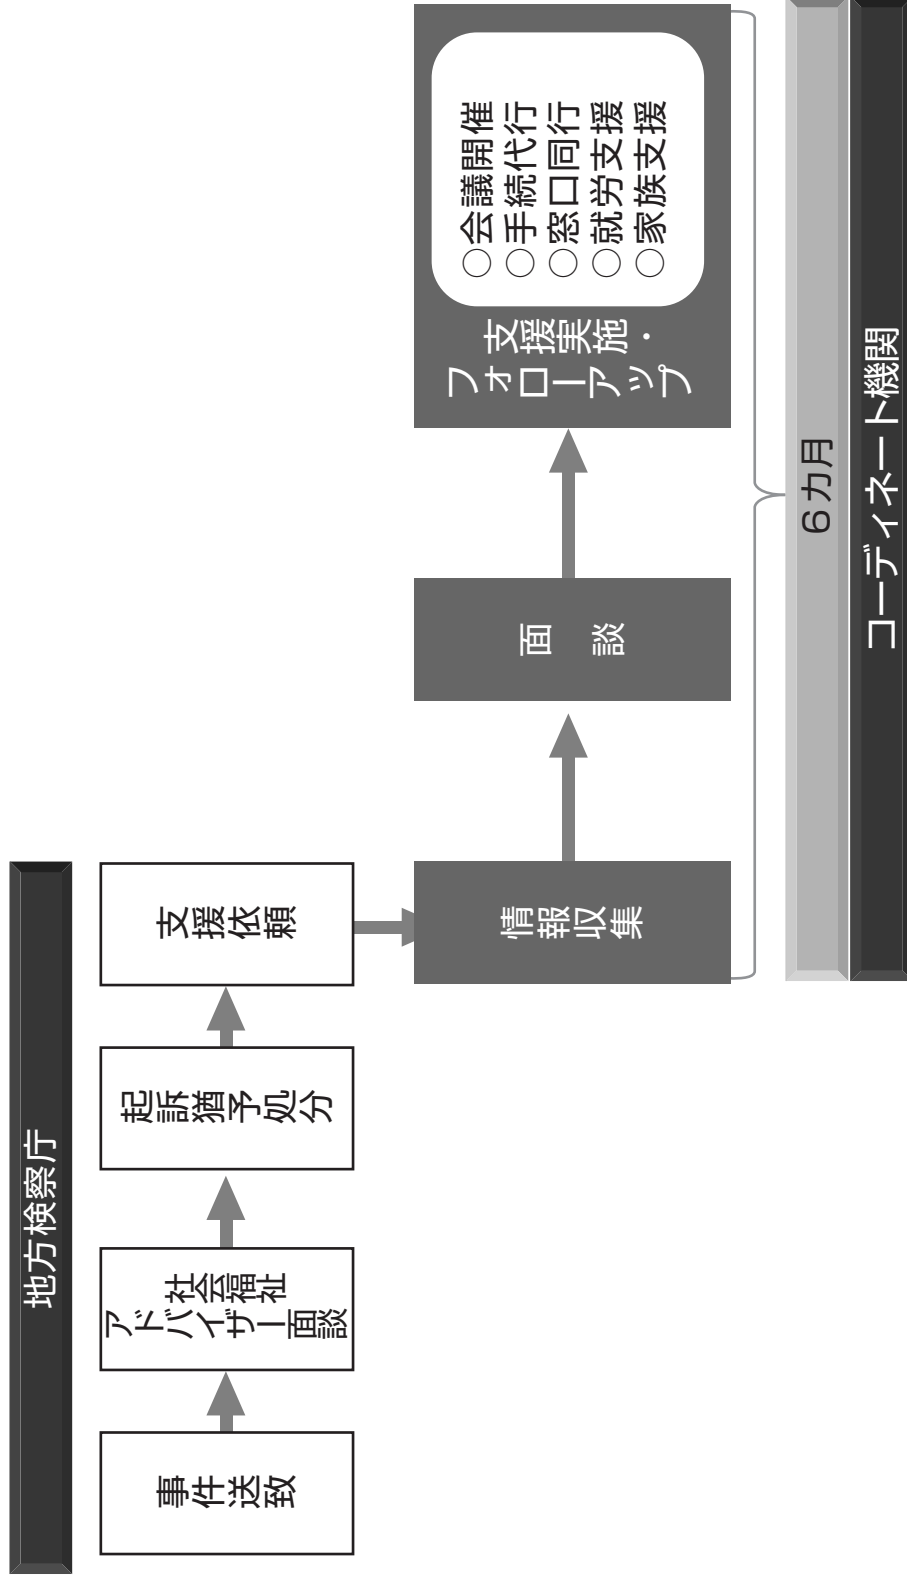 地方検察庁
事件送致
社会福祉
アドバイザー面談
起訴猶予処分
支援依頼
情報収集
面　談
支援実施・
フォローアップ
○会議開催
○手続代行
○窓口同行
○就労支援
○家族支援
6カ月
コーディネート機関